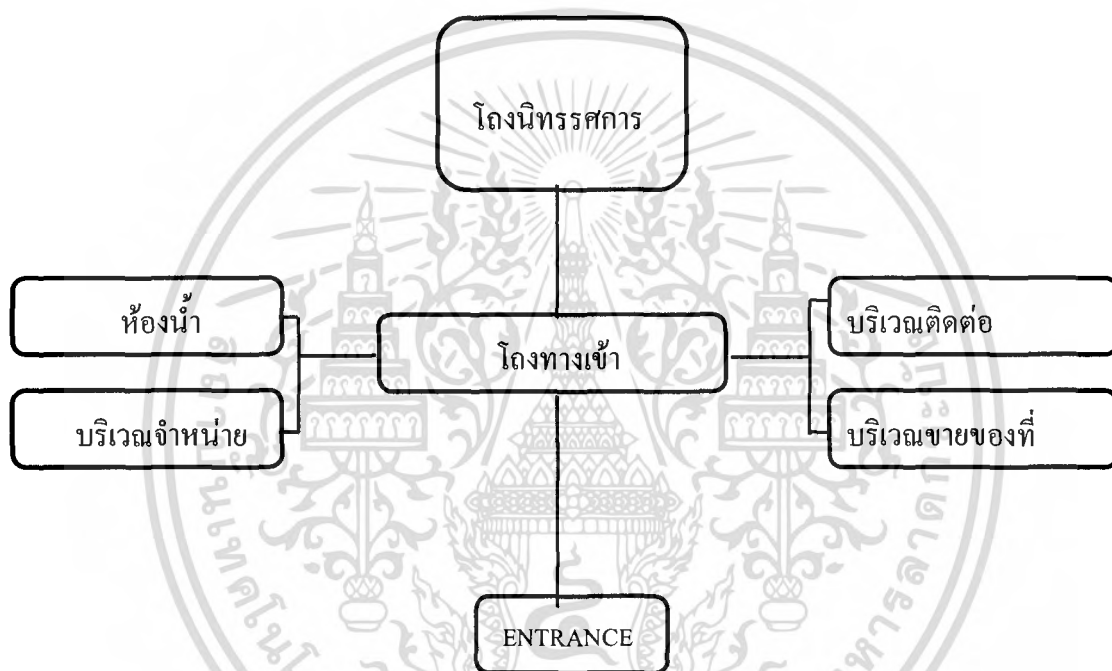 โถงนิทรรศการ
ห้องน้ำ
บริเวณติดต่อ
โถงทางเข้า
บริเวณจำหน่าย
บริเวณขายของที่
ENTRANCE